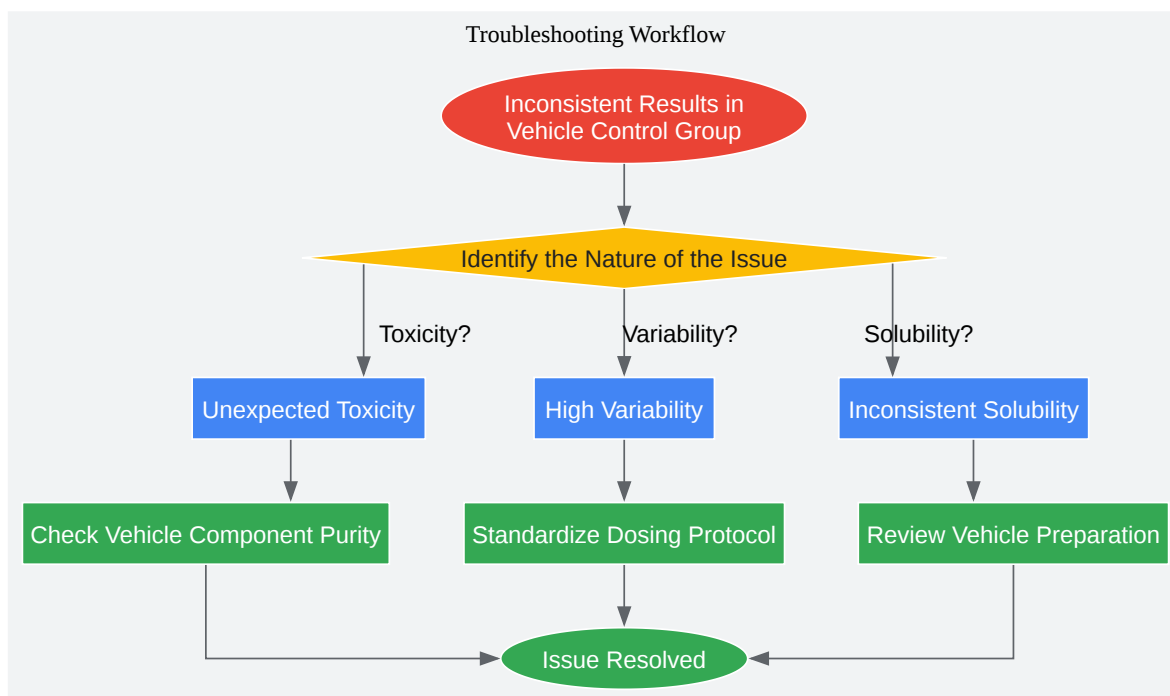 Troubleshooting Workflow
Inconsistent Results in
Vehicle Control Group
Identify the Nature of the Issue
Toxicity?
Variability?
Solubility?
Unexpected Toxicity
High Variability
Inconsistent Solubility
Check Vehicle Component Purity
Standardize Dosing Protocol
Review Vehicle Preparation
Issue Resolved